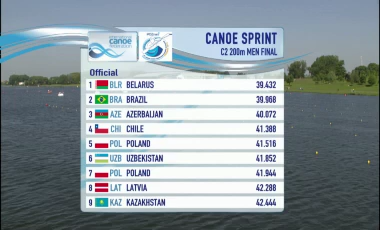 CANOE SPRINT
C2 200m MEN FINAL
canoe
Official
1 BLR BELARUS 39.432
2 BRA BRAZIL 39.968
3 AZE AZERBAIJAN 40.072
4 CHI CHILE 41.388
5 POL POLAND 41.516
6 UZB UZBEKISTAN 41.652
7 POL POLAND 41.944
8 LAT LATVIA 42.288
9 KAZ KAZAKHSTAN 42.444